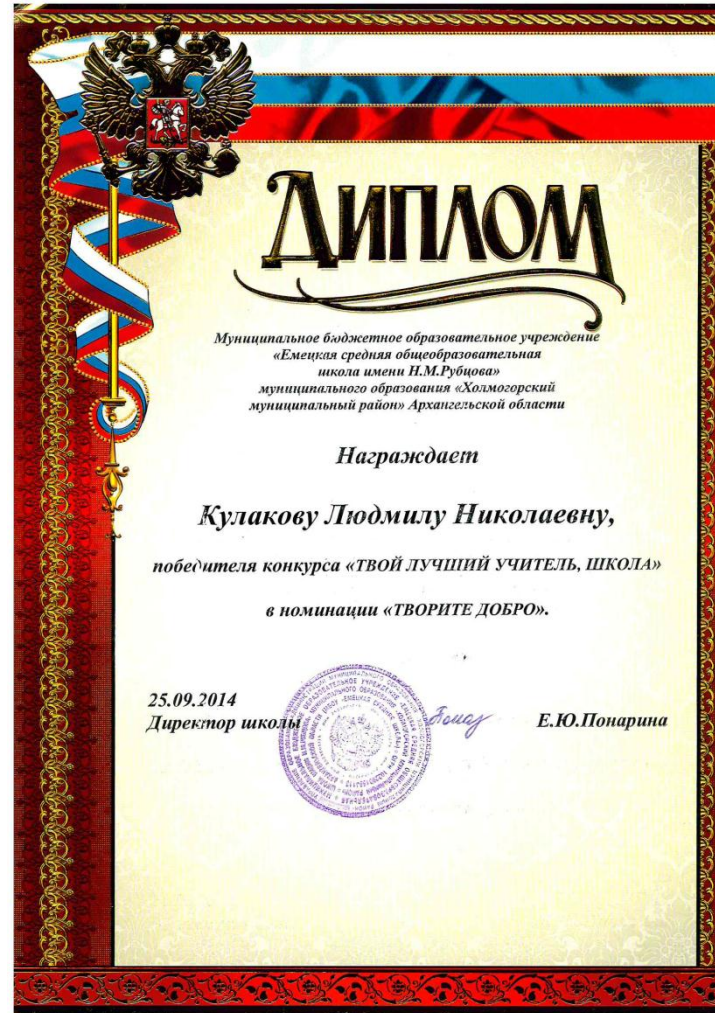 ДИПЛОМ
Муниципальное бюджетное образовательное учреждение
«Емецкая средняя общеобразовательная
школа имени Н.М.Рубцова»
муниципального образования «Холмогорский
муниципальный район» Архангельской области
Награждает
Кулакову Людмилу Николаевну,
победителя конкурса «ТВОЙ ЛУЧШИЙ УЧИТЕЛЬ, ШКОЛА»
в номинации «ТВОРИТЕ ДОБРО».
25.09.2014
Директор школы Е.Ю.Понарина